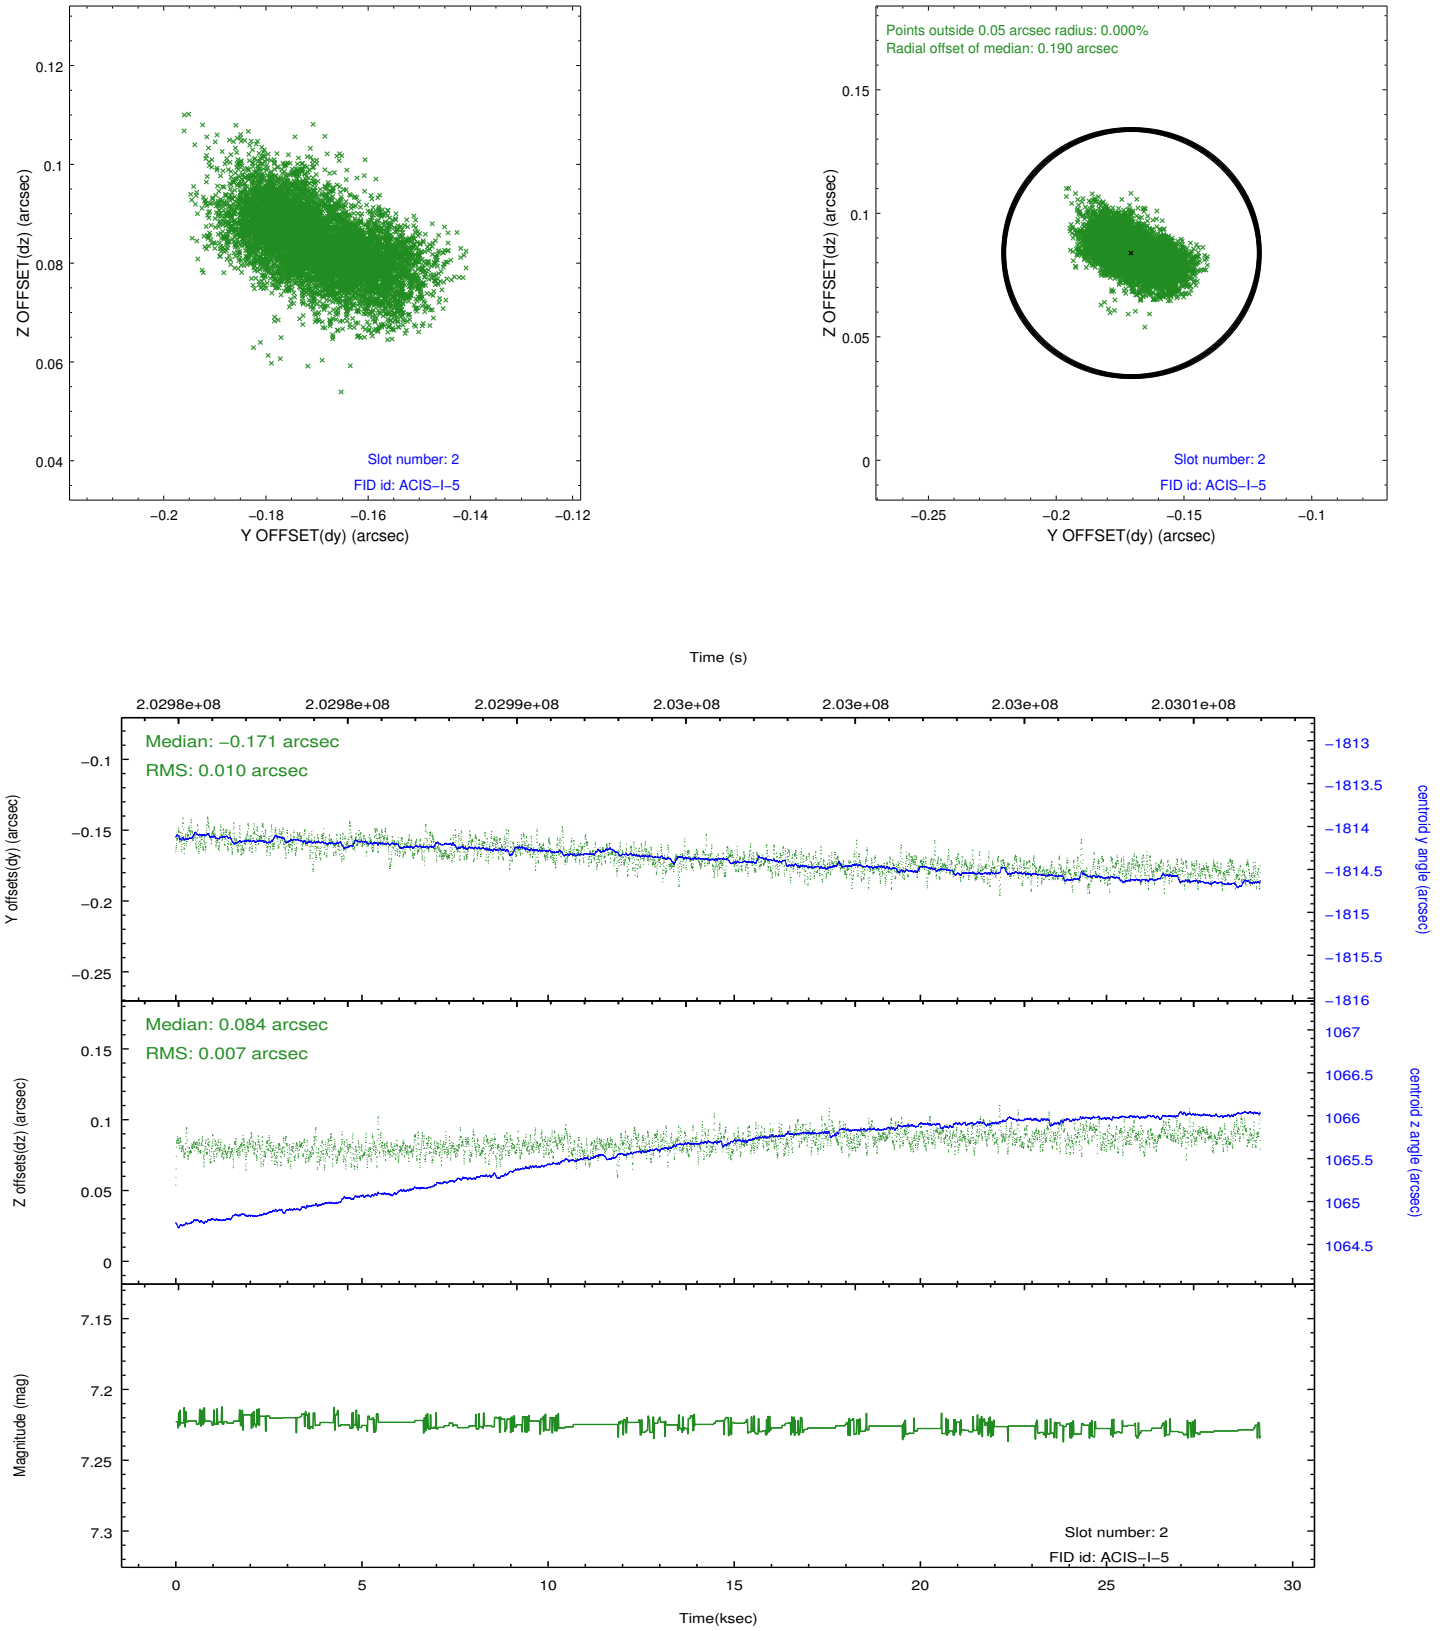 0.12
0.1
0.08
0.06
0.04
Z OFFSET(dz) (arcsec)
Slot number: 2
FID id: ACIS−I−5
−0.2
−0.18
−0.16
−0.14
−0.12
Y OFFSET(dy) (arcsec)
Points outside 0.05 arcsec radius: 0.000%
Radial offset of median: 0.190 arcsec
0.15
0.1
0.05
0
Z OFFSET(dz) (arcsec)
Slot number: 2
FID id: ACIS−I−5
−0.25
−0.2
−0.15
−0.1
Y OFFSET(dy) (arcsec)
Time (s)
2.0298e+08
2.0298e+08
2.0299e+08
2.03e+08
2.03e+08
2.03e+08
2.0301e+08
Median: −0.171 arcsec
RMS: 0.010 arcsec
−0.1
−0.15
−0.2
−0.25
Y offsets(dy) (arcsec)
−1813
−1813.5
−1814
−1814.5
−1815
−1815.5
−1816
centroid y angle (arcsec)
Median: 0.084 arcsec
RMS: 0.007 arcsec
0.15
0.1
0.05
0
Z offsets(dz) (arcsec)
1067
1066.5
1066
1065.5
1065
1064.5
centroid z angle (arcsec)
7.15
7.2
7.25
7.3
Magnitude (mag)
Slot number: 2
FID id: ACIS−I−5
0
5
10
15
20
25
30
Time(ksec)